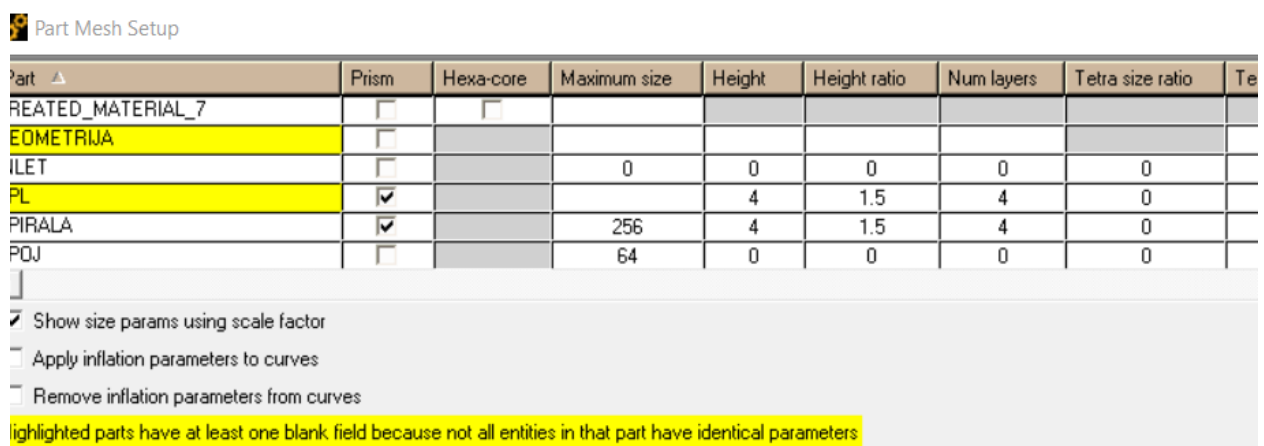 Part Mesh Setup
Part Prism Hexa-core Maximum size Height Height ratio Num layers Tetra size ratio Te
REATED_MATERIAL_7
EOMETRIJA
NLET 0 0 0 0 0
PL 4 1.5 4 0
PIRALA 256 4 1.5 4 0
POJ 64 0 0 0 0
Show size params using scale factor
Apply inflation parameters to curves
Remove inflation parameters from curves
ighlighted parts have at least one blank field because not all entities in that part have identical parameters